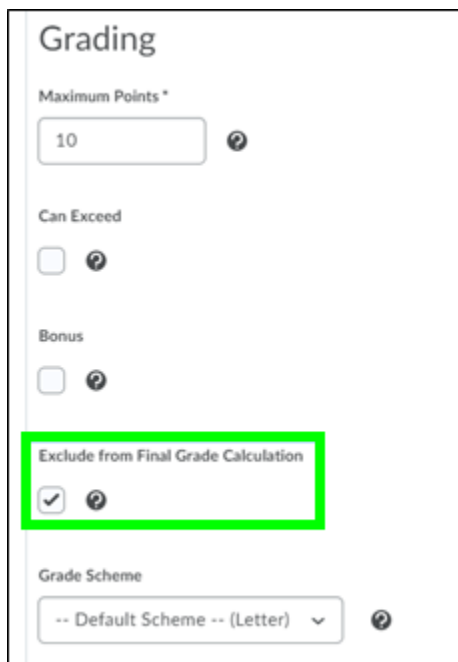 Grading
Maximum Points *
10
Can Exceed
Bonus
Exclude from Final Grade Calculation
Grade Scheme
-- Default Scheme -- (Letter)